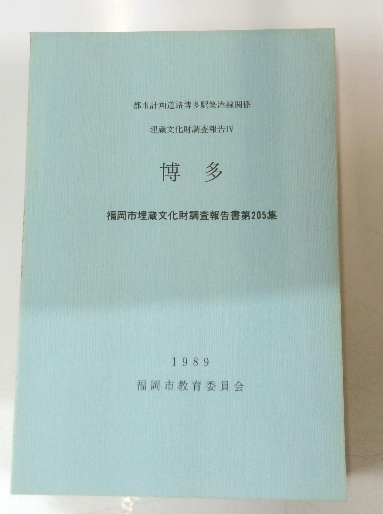 都市計画道路博多駅築港線関係
埋蔵文化財調査報告Ⅳ
博多
福岡市埋蔵文化財調査報告書第205集
1989
福岡市教育委員会